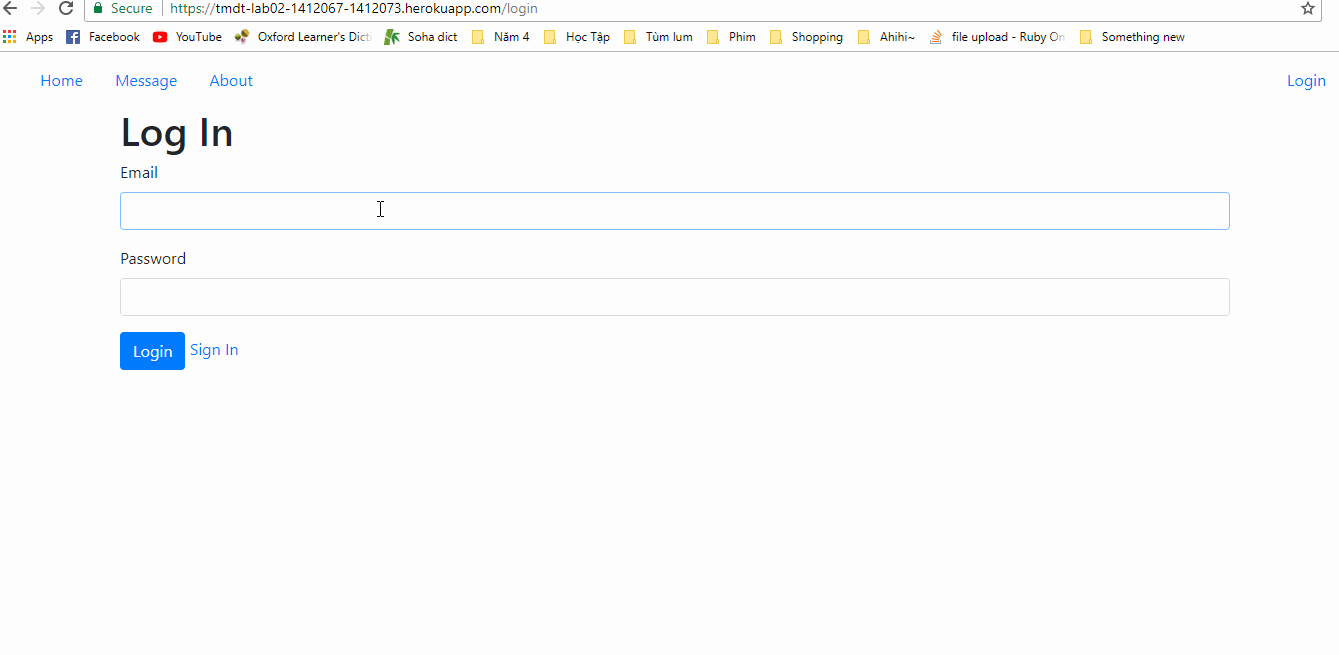 Secure https://tmdt-lab02-1412067-1412073.herokuapp.com/login
Apps Facebook YouTube Oxford Learner's Dicti Soha dict Năm 4 Học Tập Tùm lum Phim Shopping Ahihi~ file upload - Ruby On Something new
Home Message About Login
Log In
Email
Password
Login Sign In